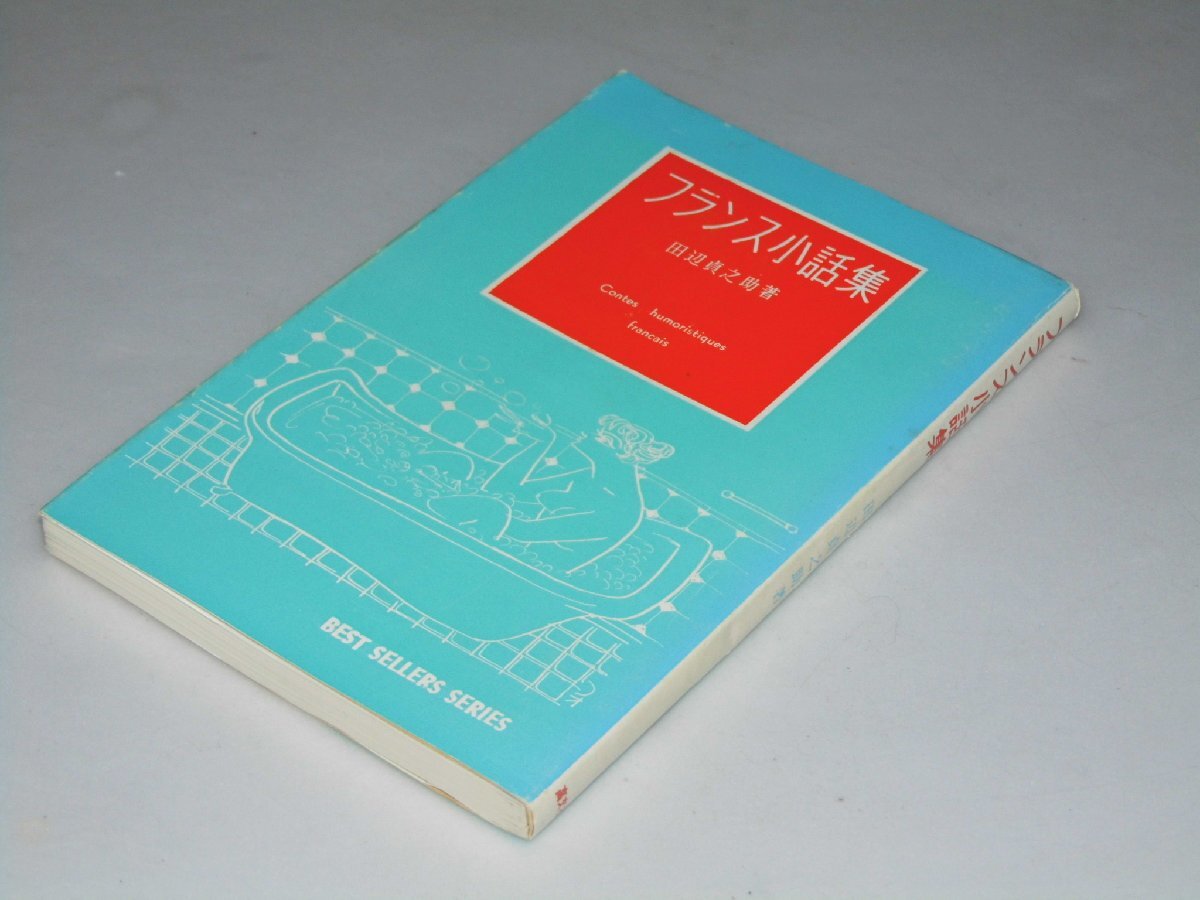 フランス小話集
田辺貞之助著
Contes humoristiques
francais
BEST SELLERS SERIES
フランス小話集
田辺貞之助著